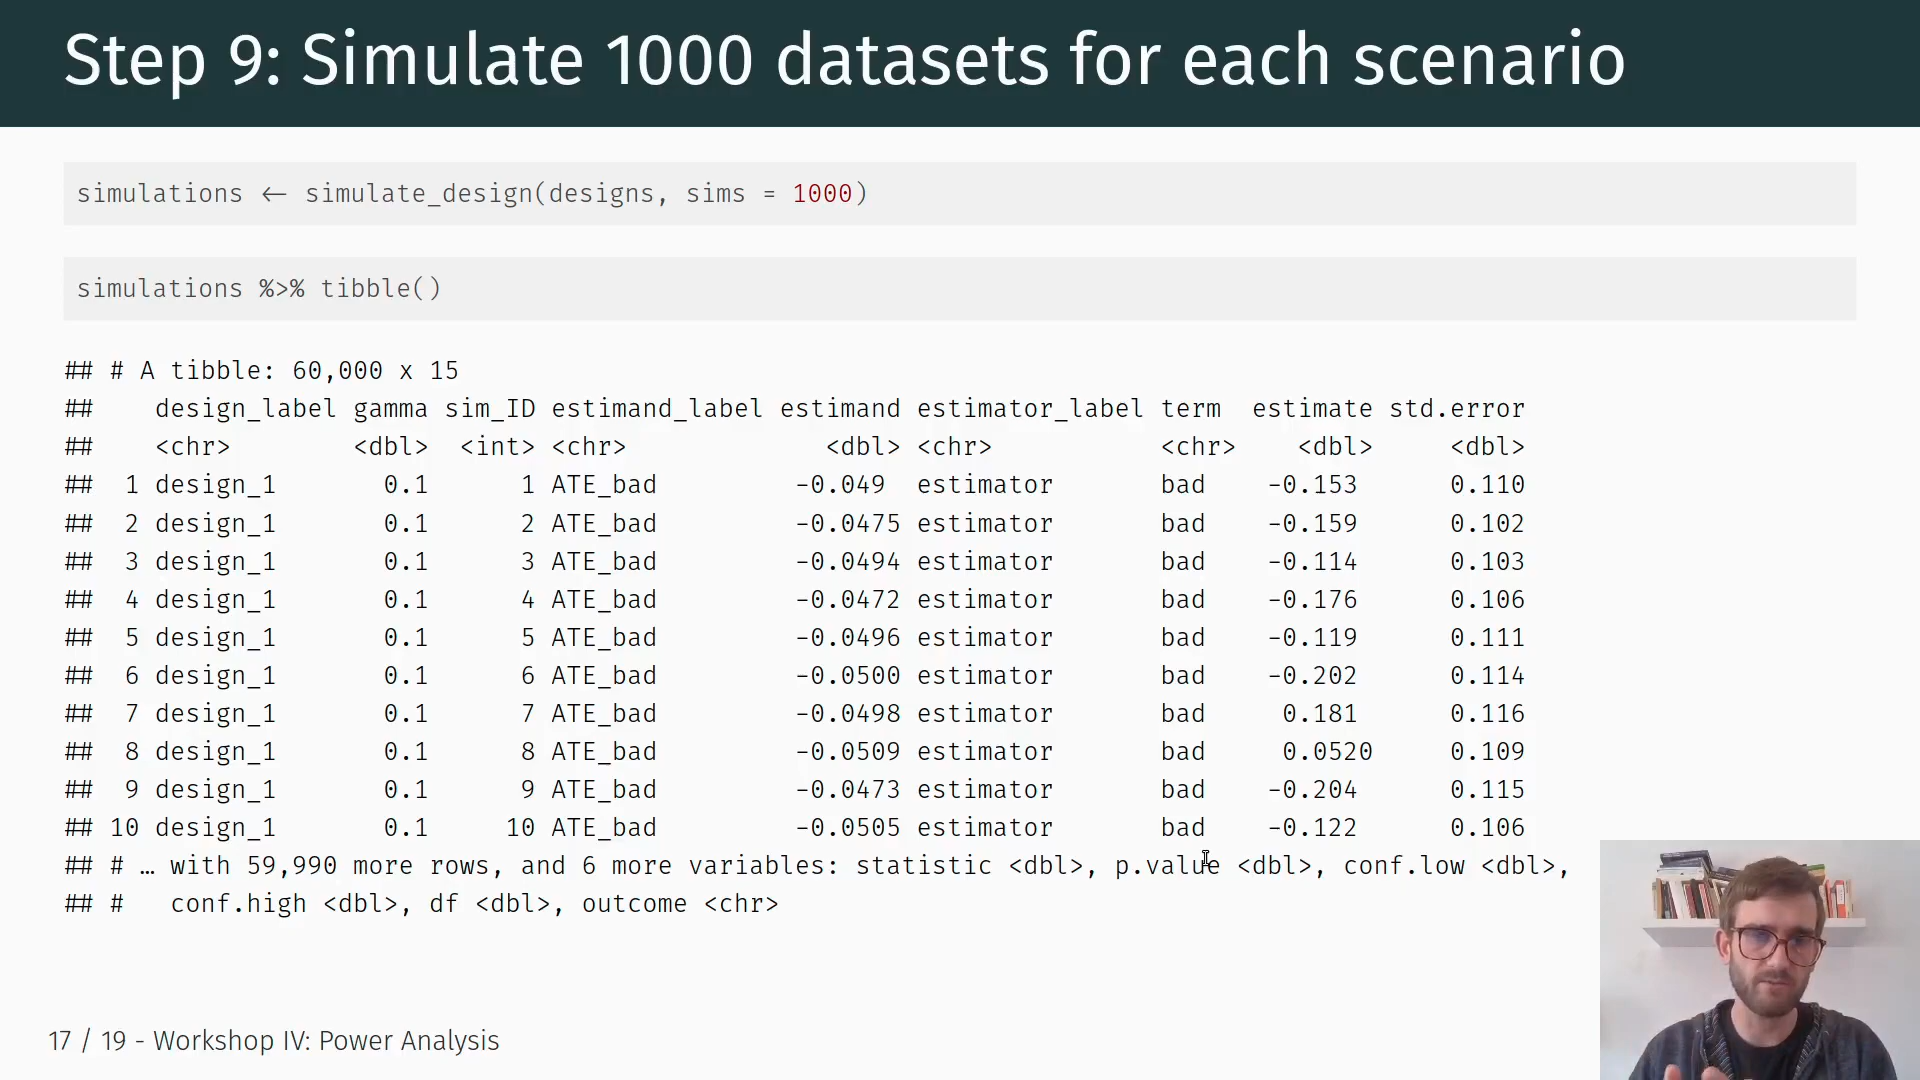 Step 9: Simulate 1000 datasets for each scenario
simulations ← simulate_design(designs, sims = 1000)
simulations %>% tibble()
## # A tibble: 60,000 x 15
##    design_label gamma sim_ID estimand_label estimand estimator_label term  estimate std.error
##    <chr>        <dbl>  <int> <chr>             <dbl> <chr>           <chr>    <dbl>     <dbl>
##  1 design_1       0.1      1 ATE_bad         -0.049  estimator       bad    -0.153      0.110
##  2 design_1       0.1      2 ATE_bad         -0.0475 estimator       bad    -0.159      0.102
##  3 design_1       0.1      3 ATE_bad         -0.0494 estimator       bad    -0.114      0.103
##  4 design_1       0.1      4 ATE_bad         -0.0472 estimator       bad    -0.176      0.106
##  5 design_1       0.1      5 ATE_bad         -0.0496 estimator       bad    -0.119      0.111
##  6 design_1       0.1      6 ATE_bad         -0.0500 estimator       bad    -0.202      0.114
##  7 design_1       0.1      7 ATE_bad         -0.0498 estimator       bad     0.181      0.116
##  8 design_1       0.1      8 ATE_bad         -0.0509 estimator       bad     0.0520     0.109
##  9 design_1       0.1      9 ATE_bad         -0.0473 estimator       bad    -0.204      0.115
## 10 design_1       0.1     10 ATE_bad         -0.0505 estimator       bad    -0.122      0.106
## # … with 59,990 more rows, and 6 more variables: statistic <dbl>, p.value <dbl>, conf.low <dbl>,
## #   conf.high <dbl>, df <dbl>, outcome <chr>
17 / 19 - Workshop IV: Power Analysis